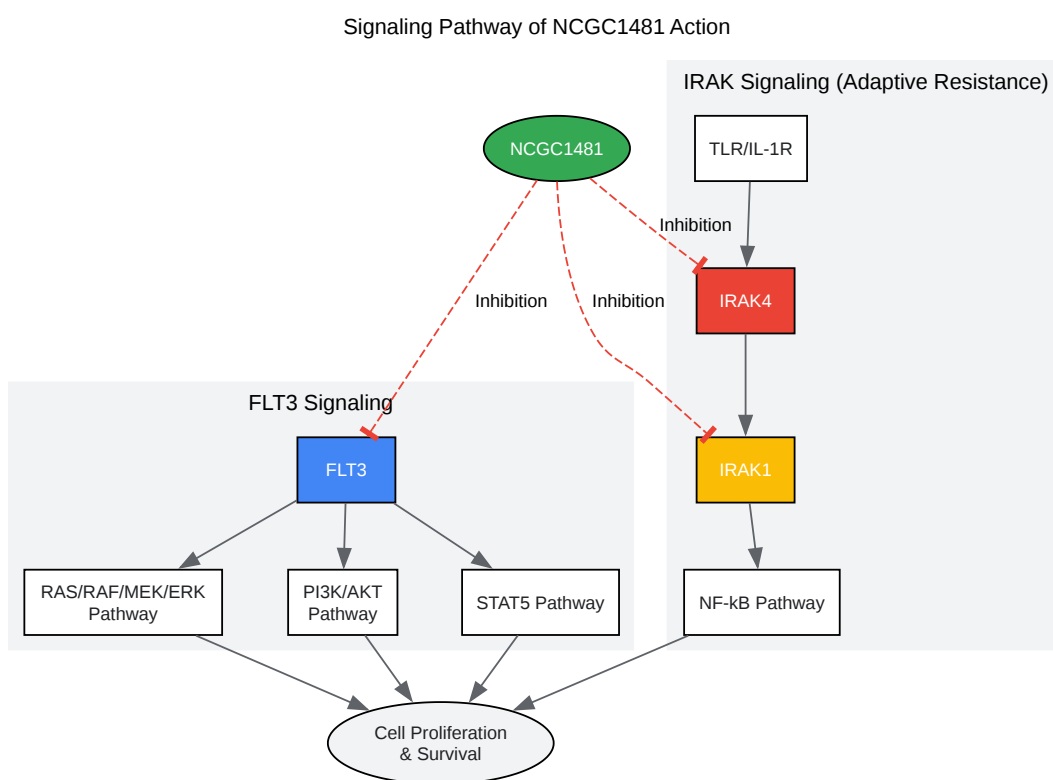 Signaling Pathway of NCGC1481 Action
IRAK Signaling (Adaptive Resistance)
NCGC1481
TLR/IL-1R
Inhibition
Inhibition
Inhibition
IRAK4
FLT3 Signaling
FLT3
IRAK1
RAS/RAF/MEK/ERK
Pathway
PI3K/AKT
Pathway
STAT5 Pathway
NF-kB Pathway
Cell Proliferation
& Survival